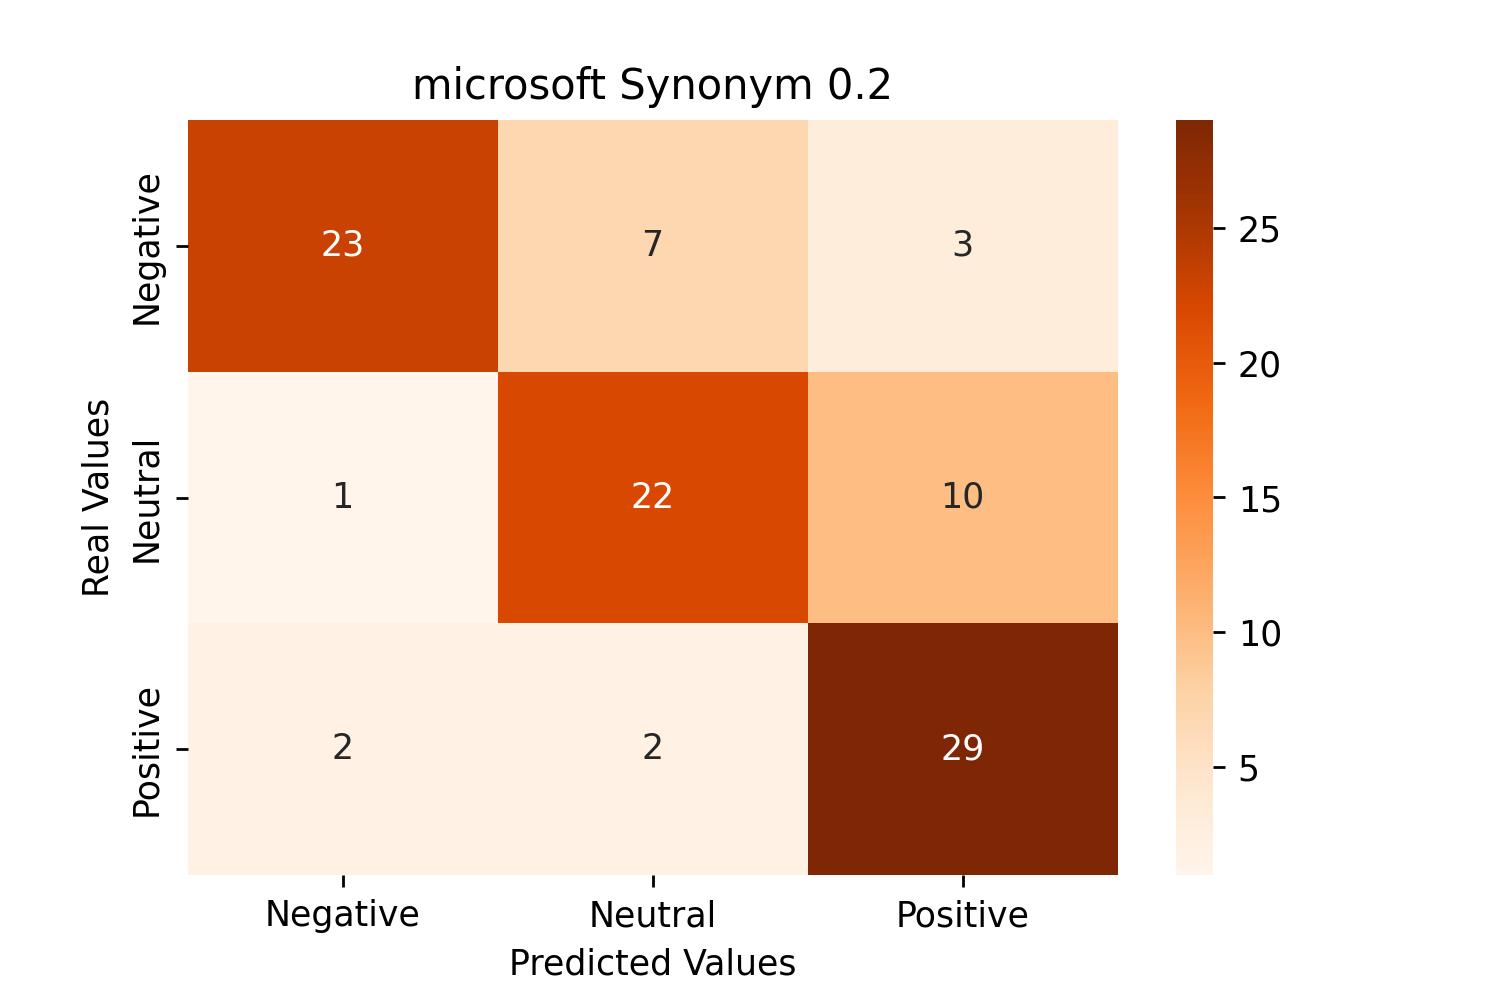 microsoft Synonym 0.2
Real Values
Negative
23 7 3
Neutral
1 22 10
Positive
2 2 29
Negative Neutral Positive
Predicted Values
25
20
15
10
5